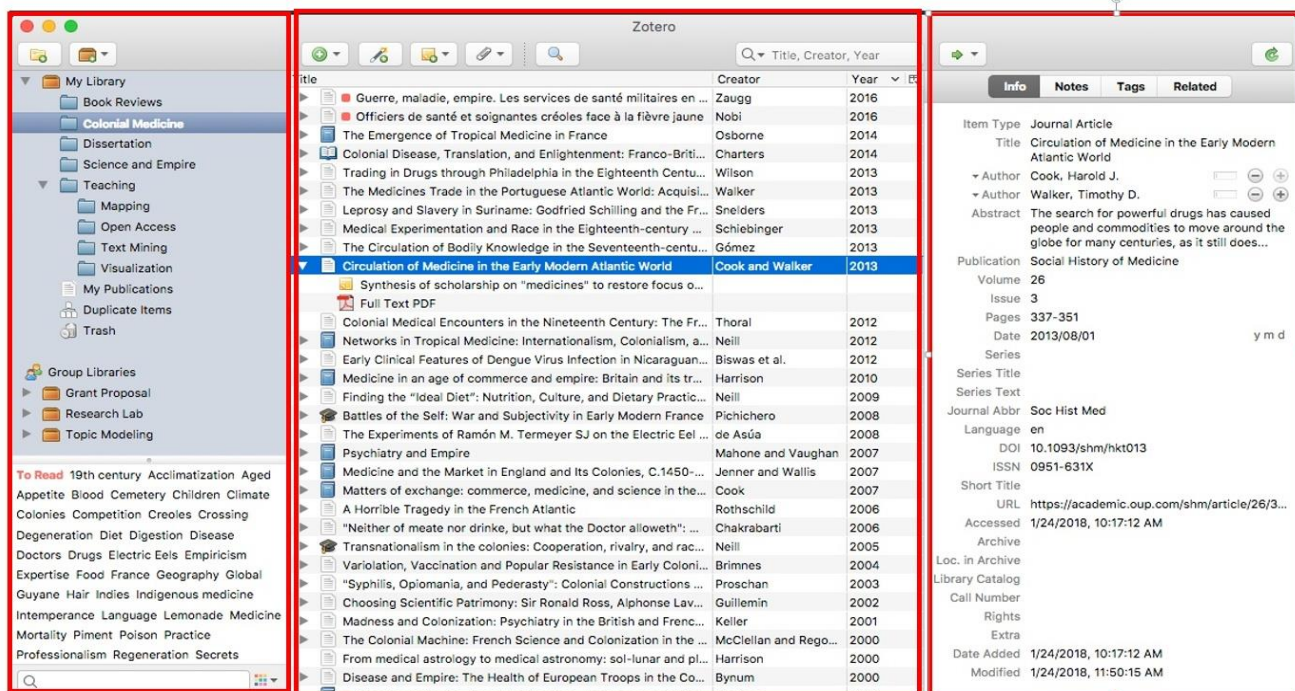 Zotero
My Library
Book Reviews
Colonial Medicine
Dissertation
Science and Empire
Teaching
Mapping
Open Access
Text Mining
Visualization
My Publications
Duplicate Items
Trash
Group Libraries
Grant Proposal
Research Lab
Topic Modeling
To Read 19th century Acclimatization Aged
Appetite Blood Cemetery Children Climate
Colonies Competition Creoles Crossing
Degeneration Diet Digestion Disease
Doctors Drugs Electric Eels Empiricism
Expertise Food France Geography Global
Guyane Hair Indies Indigenous medicine
Intemperance Language Lemonade Medicine
Mortality Piment Poison Practice
Professionalism Regeneration Secrets
Title, Creator, Year
Title Creator Year
Guerre, maladie, empire. Les services de santé militaires en ... Zaugg 2016
Officiers de santé et soignantes créoles face à la fièvre jaune Nobi 2016
The Emergence of Tropical Medicine in France Osborne 2014
Colonial Disease, Translation, and Enlightenment: Franco-Briti... Charters 2014
Trading in Drugs through Philadelphia in the Eighteenth Centu... Wilson 2013
The Medicines Trade in the Portuguese Atlantic World: Acquisi... Walker 2013
Leprosy and Slavery in Suriname: Godfried Schilling and the Fr... Snelders 2013
Medical Experimentation and Race in the Eighteenth-century ... Schiebinger 2013
The Circulation of Bodily Knowledge in the Seventeenth-centu... Gómez 2013
Circulation of Medicine in the Early Modern Atlantic World Cook and Walker 2013
Synthesis of scholarship on "medicines" to restore focus o...
Full Text PDF
Colonial Medical Encounters in the Nineteenth Century: The Fr... Thoral 2012
Networks in Tropical Medicine: Internationalism, Colonialism, a... Neill 2012
Early Clinical Features of Dengue Virus Infection in Nicaraguan... Biswas et al. 2012
Medicine in an age of commerce and empire: Britain and its tr... Harrison 2010
Finding the “Ideal Diet”: Nutrition, Culture, and Dietary Practic... Neill 2009
Battles of the Self: War and Subjectivity in Early Modern France Pichichero 2008
The Experiments of Ramón M. Termeyer SJ on the Electric Eel ... de Asúa 2008
Psychiatry and Empire Mahone and Vaughan 2007
Medicine and the Market in England and Its Colonies, C.1450-... Jenner and Wallis 2007
Matters of exchange: commerce, medicine, and science in the... Cook 2007
A Horrible Tragedy in the French Atlantic Rothschild 2006
"Neither of meate nor drinke, but what the Doctor alloweth": ... Chakrabarti 2006
Transnationalism in the colonies: Cooperation, rivalry, and rac... Neill 2005
Variolation, Vaccination and Popular Resistance in Early Coloni... Brimnes 2004
"Syphilis, Opiomania, and Pederasty": Colonial Constructions ... Proschan 2003
Choosing Scientific Patrimony: Sir Ronald Ross, Alphonse Lav... Guillemin 2002
Madness and Colonization: Psychiatry in the British and Frenc... Keller 2001
The Colonial Machine: French Science and Colonization in the ... McClellan and Rego... 2000
From medical astrology to medical astronomy: sol-lunar and pl... Harrison 2000
Disease and Empire: The Health of European Troops in the Co... Bynum 2000
Info Notes Tags Related
Item Type Journal Article
Title Circulation of Medicine in the Early Modern
Atlantic World
Author Cook, Harold J.
Author Walker, Timothy D.
Abstract The search for powerful drugs has caused
people and commodities to move around the
globe for many centuries, as it still does...
Publication Social History of Medicine
Volume 26
Issue 3
Pages 337-351
Date 2013/08/01 y m d
Series
Series Title
Series Text
Journal Abbr Soc Hist Med
Language en
DOI 10.1093/shm/hkt013
ISSN 0951-631X
Short Title
URL https://academic.oup.com/shm/article/26/3...
Accessed 1/24/2018, 10:17:12 AM
Archive
Loc. in Archive
Library Catalog
Call Number
Rights
Extra
Date Added 1/24/2018, 10:17:12 AM
Modified 1/24/2018, 11:50:15 AM